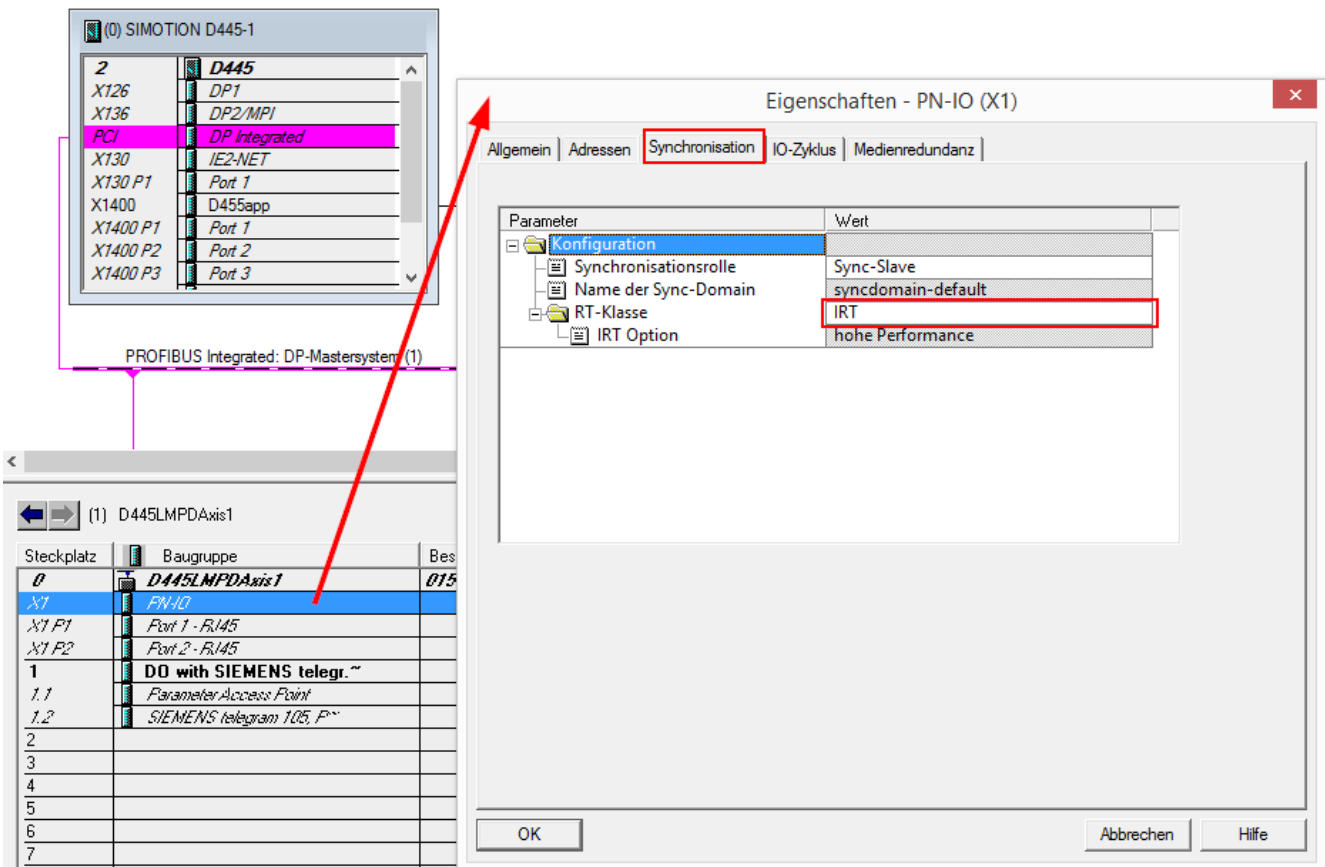 (0) SIMOTION D445-1
2 D445
X126 DP1
X136 DP2/MPI
PCI DP Integrated
X130 IE2-NET
X130 P1 Port 1
X1400 D455app
X1400 P1 Port 1
X1400 P2 Port 2
X1400 P3 Port 3
PROFIBUS Integrated: DP-Mastersystem (1)
(1) D445LMPDAxis1
Steckplatz Baugruppe Bes
0 D445LMPDAxis1 015
X1 PN-IO
X1 P1 Port 1 - RJ45
X1 P2 Port 2 - RJ45
1 DO with SIEMENS telegr.~
1.1 Parameter Access Point
1.2 SIEMENS telegram 105, P~
2
3
4
5
6
7
Eigenschaften - PN-IO (X1)
Allgemein Adressen Synchronisation IO-Zyklus Medienredundanz
Parameter Wert
Konfiguration
Synchronisationsrolle Sync-Slave
Name der Sync-Domain syncdomain-default
RT-Klasse IRT
IRT Option hohe Performance
OK Abbrechen Hilfe